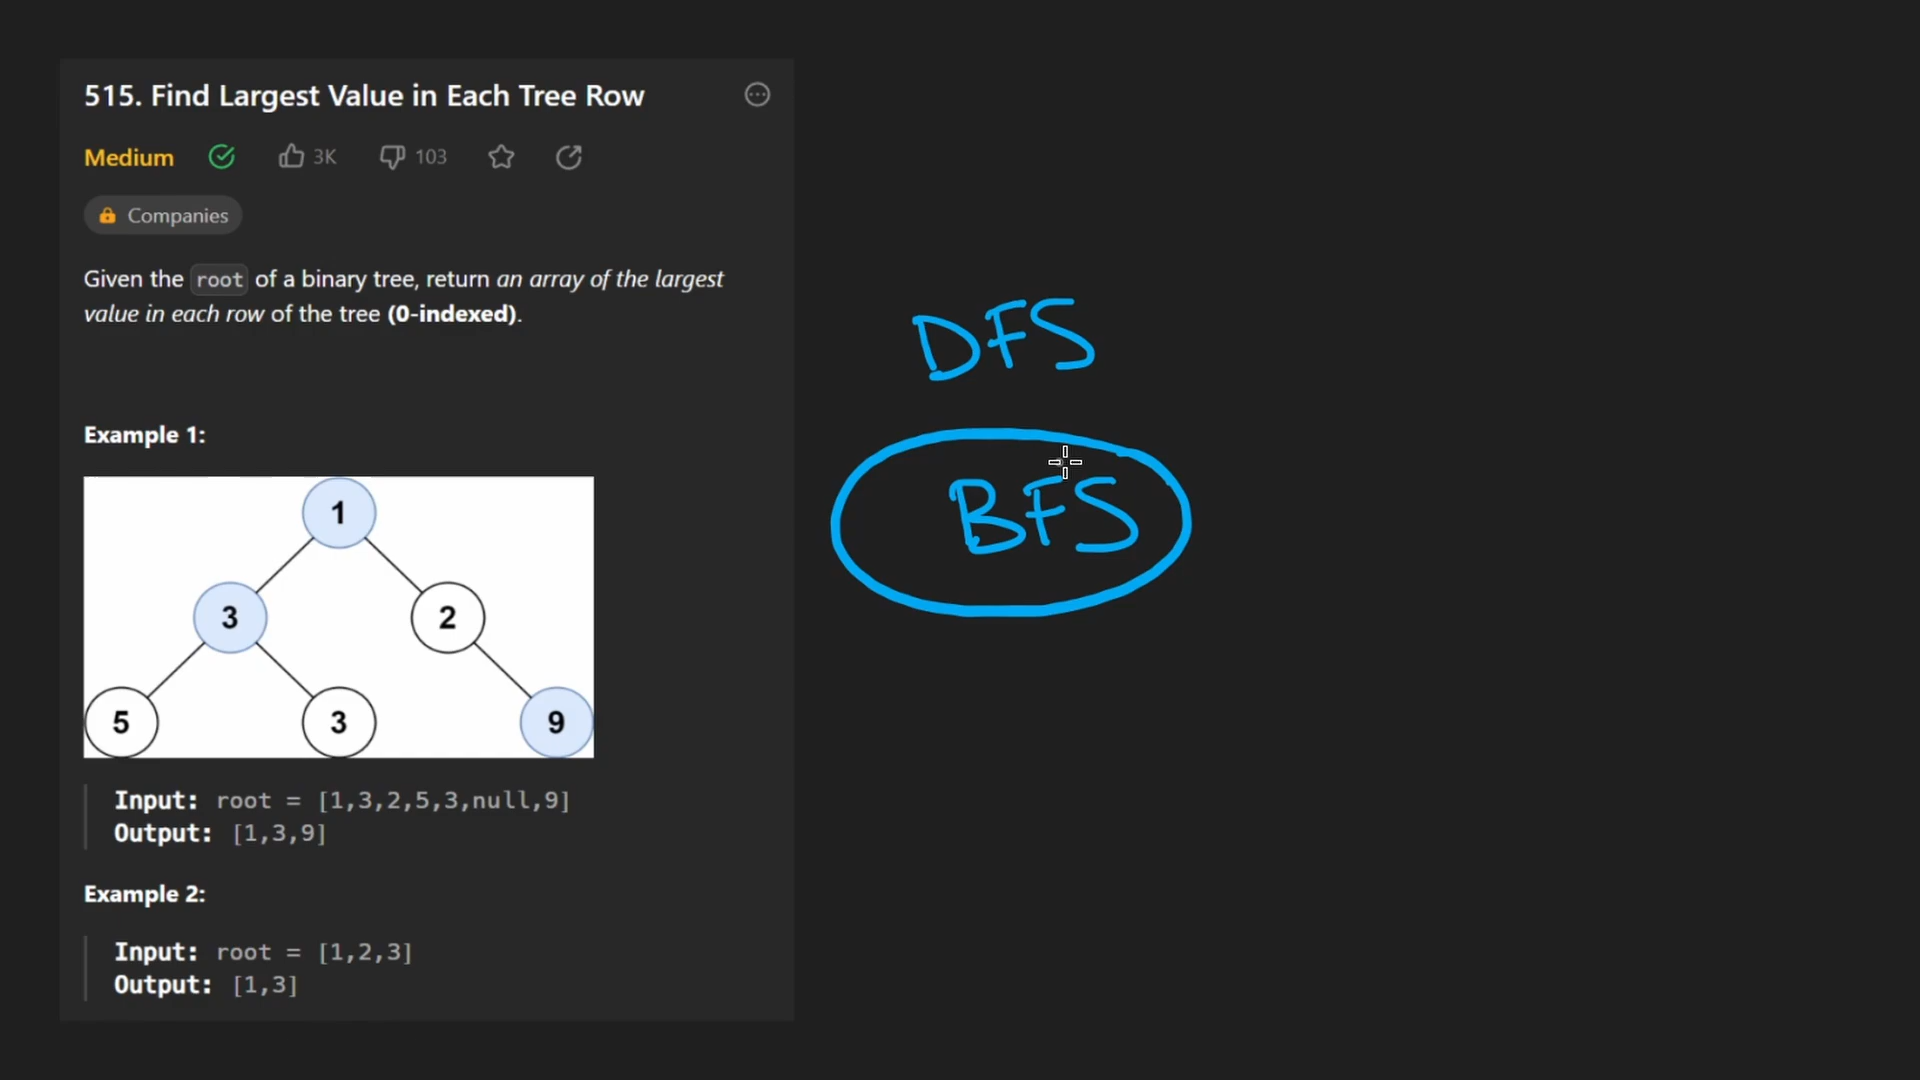 515. Find Largest Value in Each Tree Row
Medium 3K 103
Companies
Given the root of a binary tree, return an array of the largest
value in each row of the tree (0-indexed).
Example 1:
1
3 2
5 3 9
Input: root = [1,3,2,5,3,null,9]
Output: [1,3,9]
Example 2:
Input: root = [1,2,3]
Output: [1,3]
DFS
BFS